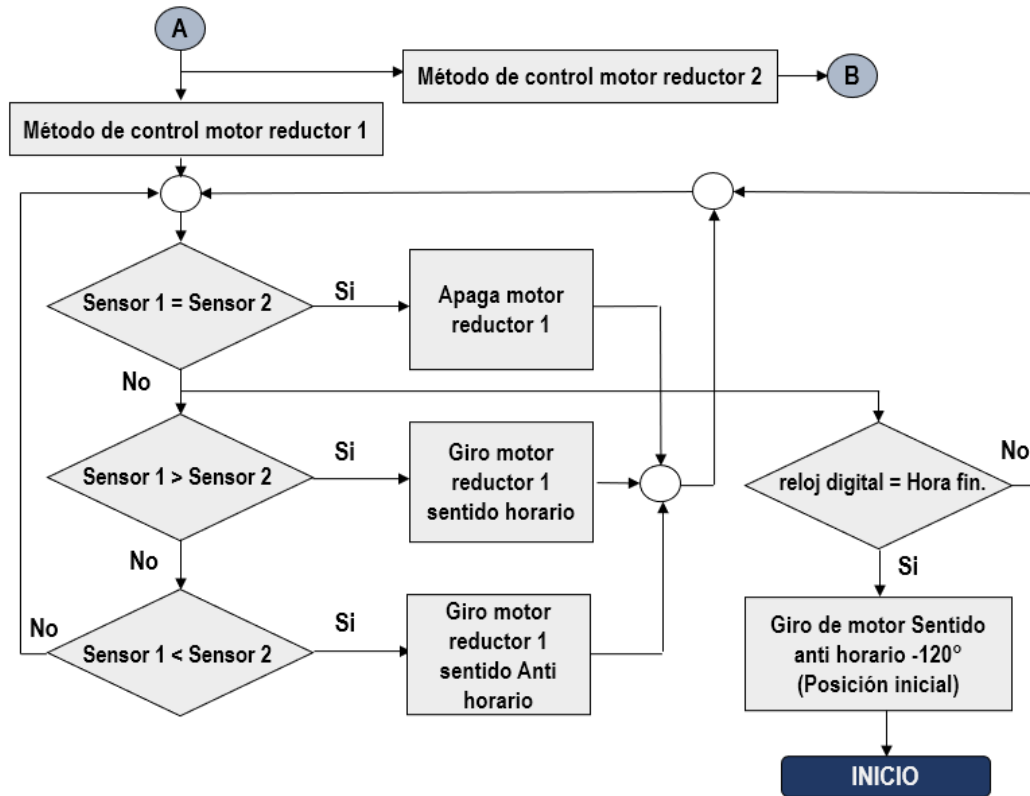 A
Método de control motor reductor 2
B
Método de control motor reductor 1
Sensor 1 = Sensor 2
Si
Apaga motor
reductor 1
No
Sensor 1 > Sensor 2
Si
Giro motor
reductor 1
sentido horario
reloj digital = Hora fin.
No
No
Si
Sensor 1 < Sensor 2
No
Si
Giro motor
reductor 1
sentido Anti
horario
Giro de motor Sentido
anti horario -120°
(Posición inicial)
INICIO